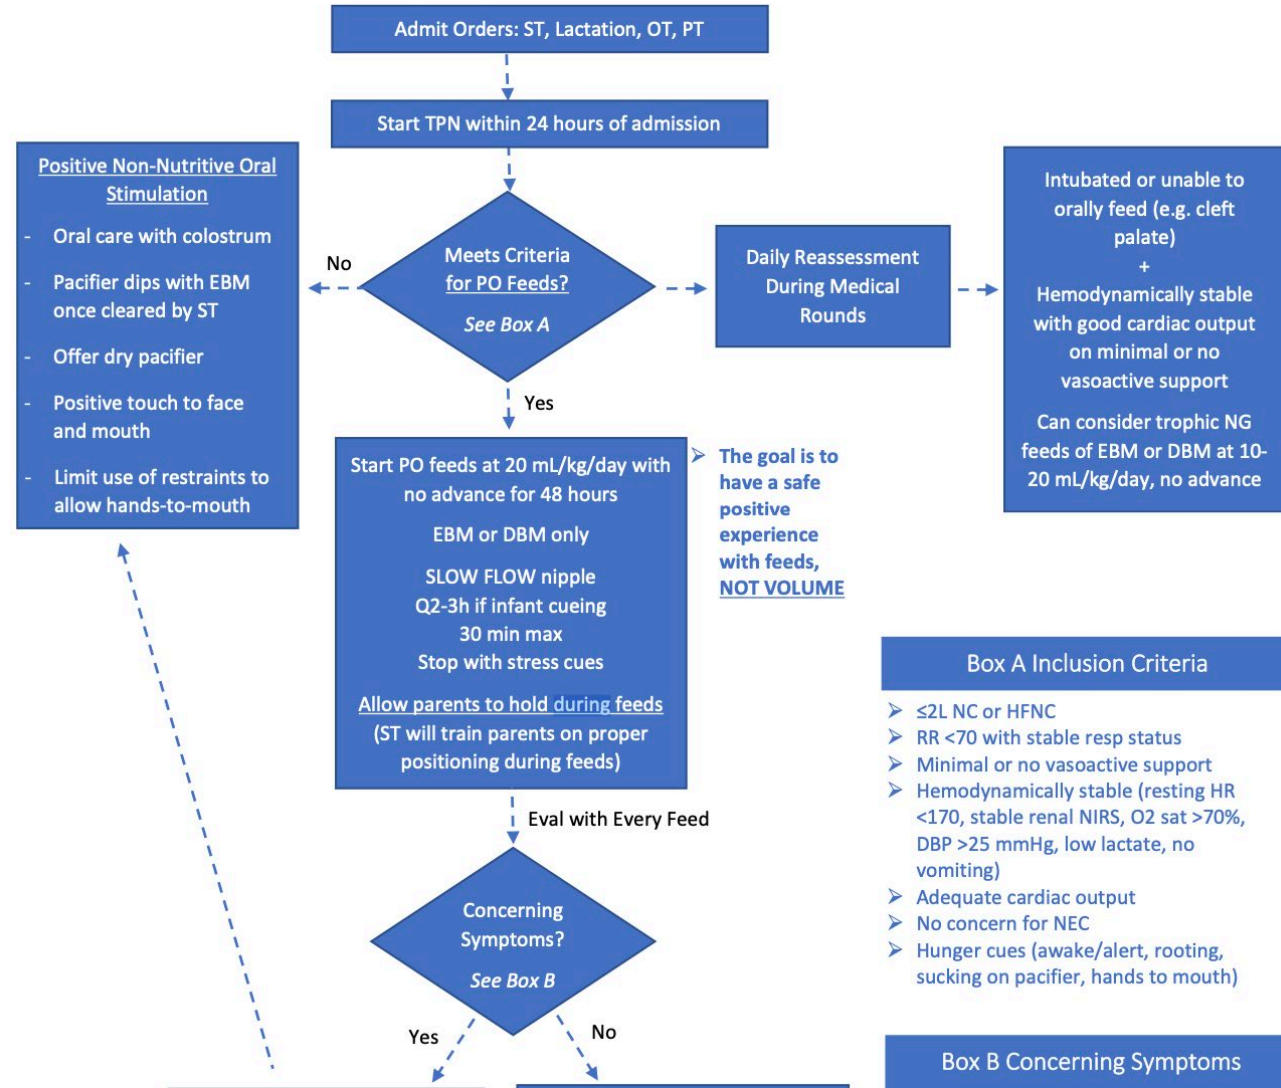 Admit Orders: ST, Lactation, OT, PT
Start TPN within 24 hours of admission
Positive Non-Nutritive Oral
Stimulation
- Oral care with colostrum
- Pacifier dips with EBM
once cleared by ST
- Offer dry pacifier
- Positive touch to face
and mouth
- Limit use of restraints to
allow hands-to-mouth
No
Meets Criteria
for PO Feeds?
See Box A
Daily Reassessment
During Medical
Rounds
Intubated or unable to
orally feed (e.g. cleft
palate)
+
Hemodynamically stable
with good cardiac output
on minimal or no
vasoactive support
Can consider trophic NG
feeds of EBM or DBM at 10-
20 mL/kg/day, no advance
Yes
Start PO feeds at 20 mL/kg/day with
no advance for 48 hours
EBM or DBM only
SLOW FLOW nipple
Q2-3h if infant cueing
30 min max
Stop with stress cues
Allow parents to hold during feeds
(ST will train parents on proper
positioning during feeds)
➢ The goal is to
have a safe
positive
experience
with feeds,
NOT VOLUME
Eval with Every Feed
Concerning
Symptoms?
See Box B
Yes
No
Box A Inclusion Criteria
➢ ≤2L NC or HFNC
➢ RR <70 with stable resp status
➢ Minimal or no vasoactive support
➢ Hemodynamically stable (resting HR
<170, stable renal NIRS, O2 sat >70%,
DBP >25 mmHg, low lactate, no
vomiting)
➢ Adequate cardiac output
➢ No concern for NEC
➢ Hunger cues (awake/alert, rooting,
sucking on pacifier, hands to mouth)
Box B Concerning Symptoms